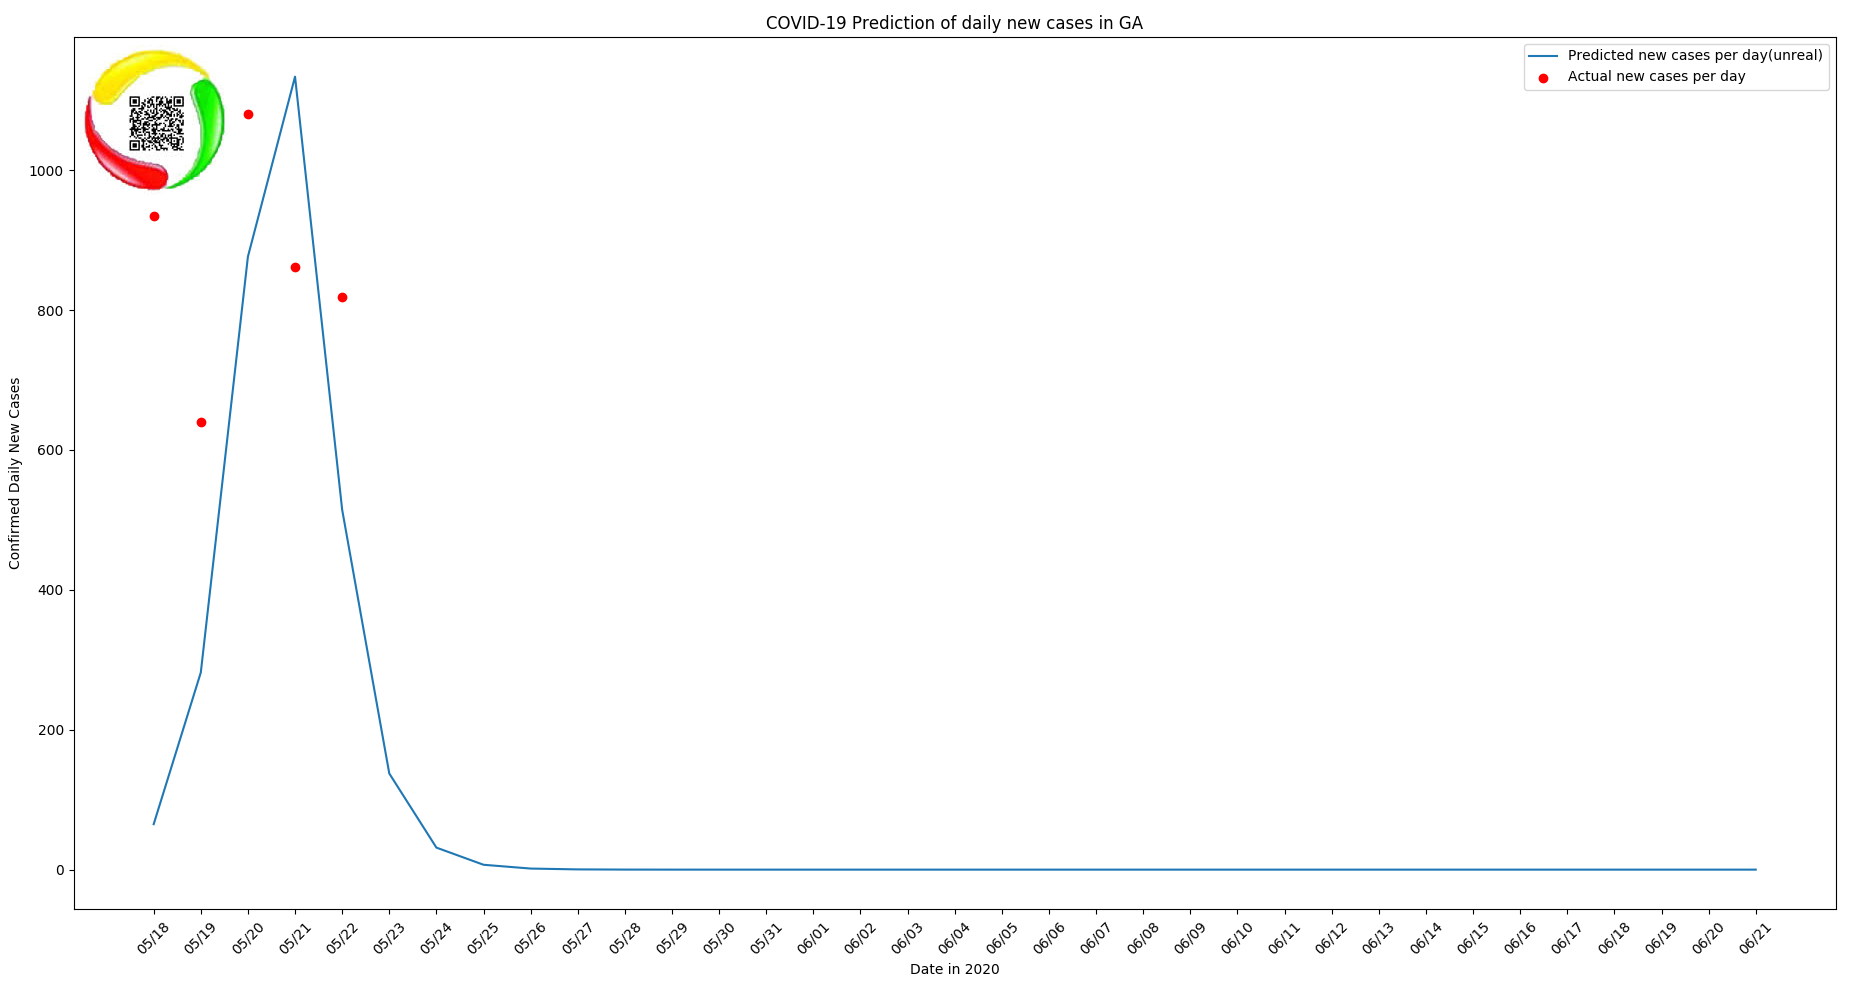 COVID-19 Prediction of daily new cases in GA
Predicted new cases per day(unreal)
Actual new cases per day
Confirmed Daily New Cases
1000
800
600
400
200
0
05/18 05/19 05/20 05/21 05/22 05/23 05/24 05/25 05/26 05/27 05/28 05/29 05/30 05/31 06/01 06/02 06/03 06/04 06/05 06/06 06/07 06/08 06/09 06/10 06/11 06/12 06/13 06/14 06/15 06/16 06/17 06/18 06/19 06/20 06/21
Date in 2020